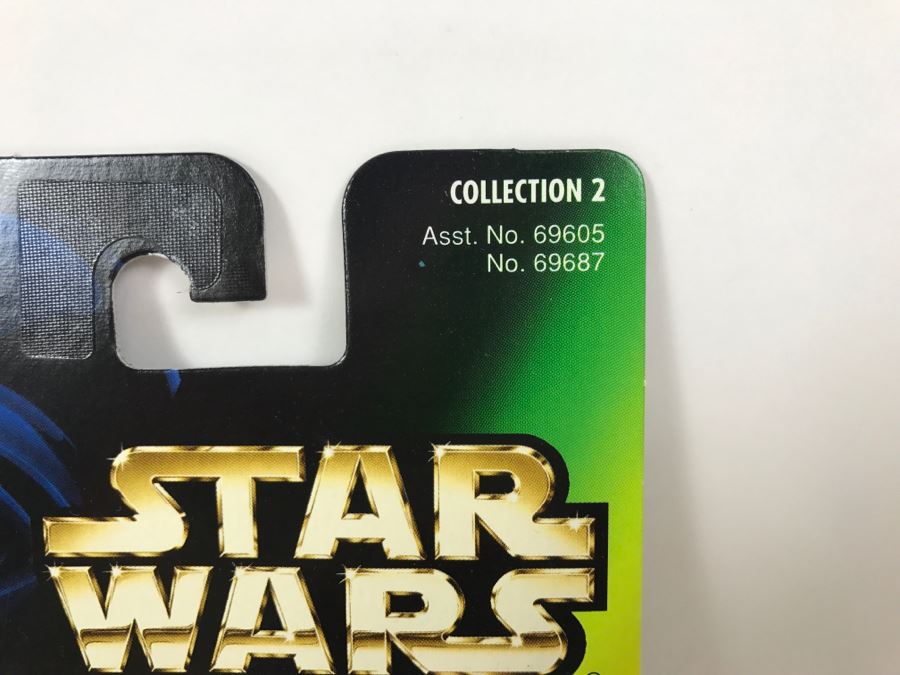 COLLECTION 2
Asst. No. 69605
No. 69687
STAR
WARS